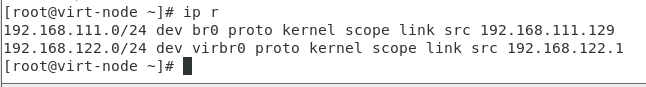 [root@virt-node ~]# ip r
192.168.111.0/24 dev br0 proto kernel scope link src 192.168.111.129
192.168.122.0/24 dev virbr0 proto kernel scope link src 192.168.122.1
[root@virt-node ~]#